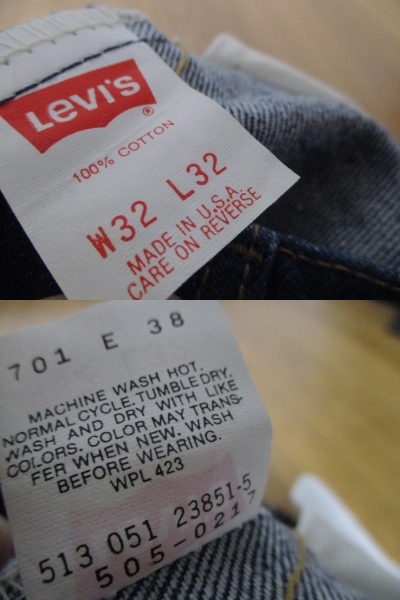 LEVI'S
®
100% COTTON
W32 L32
MADE IN U.S.A.
CARE ON REVERSE
701 E 38
MACHINE WASH HOT.
NORMAL CYCLE. TUMBLE DRY.
WASH AND DRY WITH LIKE
COLORS. COLOR MAY TRANS-
FER WHEN NEW. WASH
BEFORE WEARING.
WPL 423
513 051 23851-5
505-0217